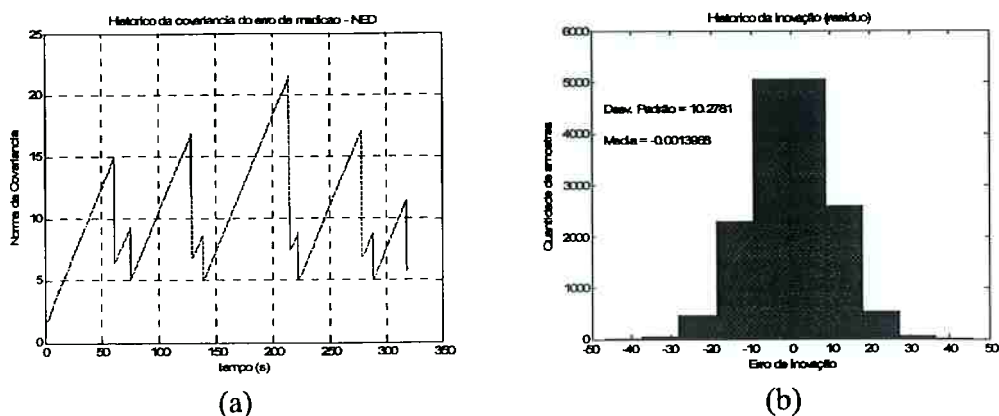 Historico da covariancia do erro de medicao - NED
25
20
15
10
5
0
Norma da Covariancia
0 50 100 150 200 250 300 350
tempo (s)
(a)
Historico da Inovação (residuo)
6000
5000
4000
3000
2000
1000
0
Quantidade de amostras
Desv. Padrão = 10.2781
Media = -0.0013968
-50 -40 -30 -20 -10 0 10 20 30 40 50
Erro de Inovação
(b)